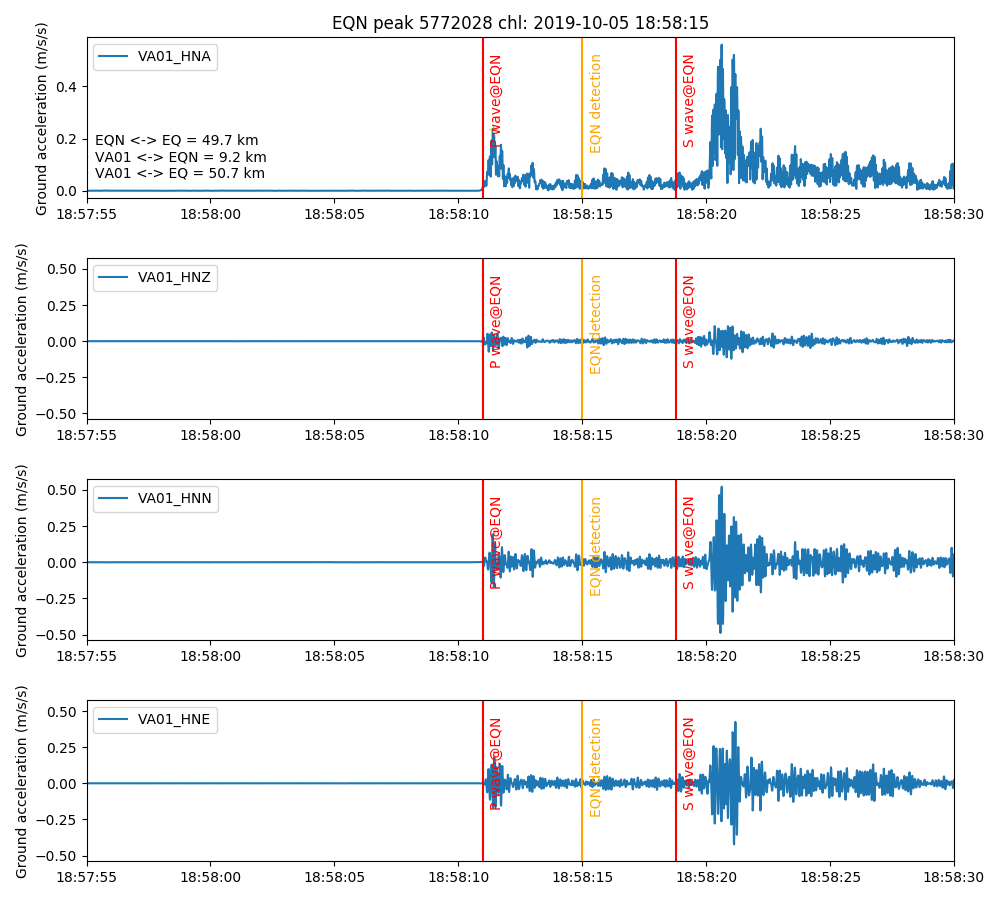 EQN peak 5772028 chl: 2019-10-05 18:58:15
Ground acceleration (m/s/s)
0.4
0.2
0.0
VA01_HNA
P wave@EQN
EQN detection
S wave@EQN
EQN <-> EQ = 49.7 km
VA01 <-> EQN = 9.2 km
VA01 <-> EQ = 50.7 km
18:57:55 18:58:00 18:58:05 18:58:10 18:58:15 18:58:20 18:58:25 18:58:30
Ground acceleration (m/s/s)
0.50
0.25
0.00
−0.25
−0.50
VA01_HNZ
P wave@EQN
EQN detection
S wave@EQN
18:57:55 18:58:00 18:58:05 18:58:10 18:58:15 18:58:20 18:58:25 18:58:30
Ground acceleration (m/s/s)
0.50
0.25
0.00
−0.25
−0.50
VA01_HNN
P wave@EQN
EQN detection
S wave@EQN
18:57:55 18:58:00 18:58:05 18:58:10 18:58:15 18:58:20 18:58:25 18:58:30
Ground acceleration (m/s/s)
0.50
0.25
0.00
−0.25
−0.50
VA01_HNE
P wave@EQN
EQN detection
S wave@EQN
18:57:55 18:58:00 18:58:05 18:58:10 18:58:15 18:58:20 18:58:25 18:58:30